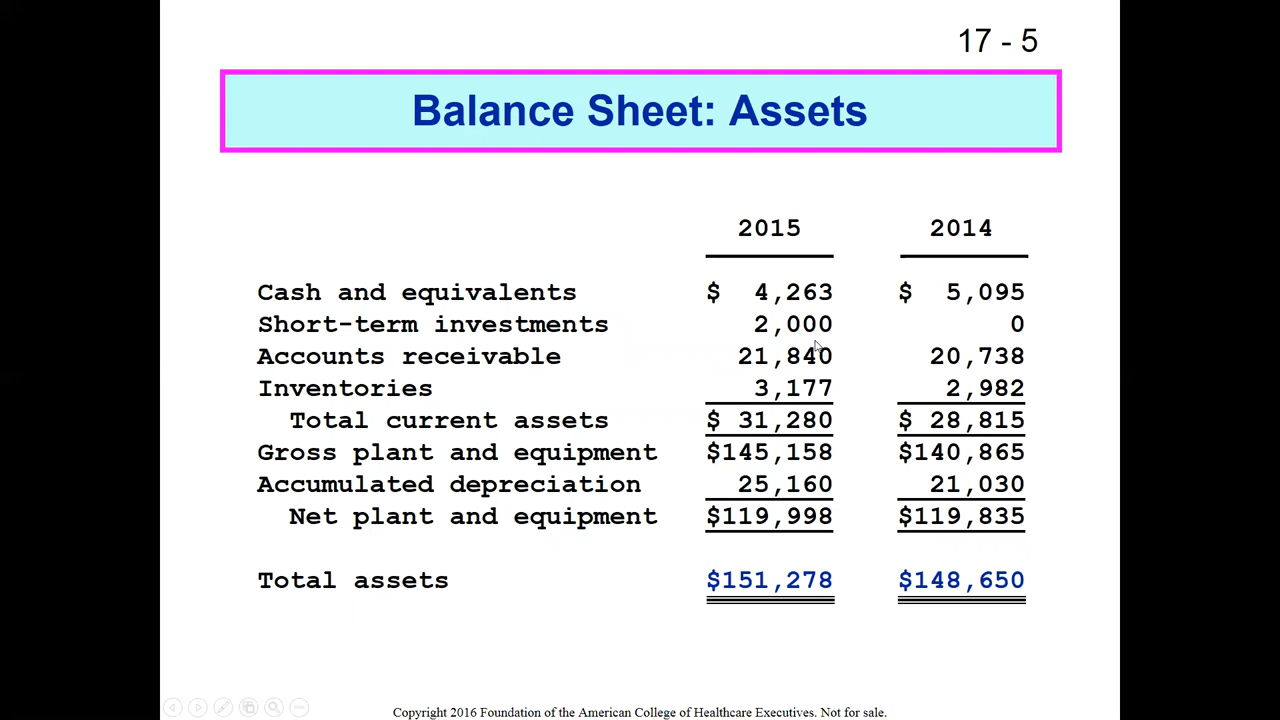 17 - 5
Balance Sheet: Assets
2015 2014
Cash and equivalents $ 4,263 $ 5,095
Short-term investments 2,000 0
Accounts receivable 21,840 20,738
Inventories 3,177 2,982
Total current assets $ 31,280 $ 28,815
Gross plant and equipment $145,158 $140,865
Accumulated depreciation 25,160 21,030
Net plant and equipment $119,998 $119,835
Total assets $151,278 $148,650
Copyright 2016 Foundation of the American College of Healthcare Executives. Not for sale.